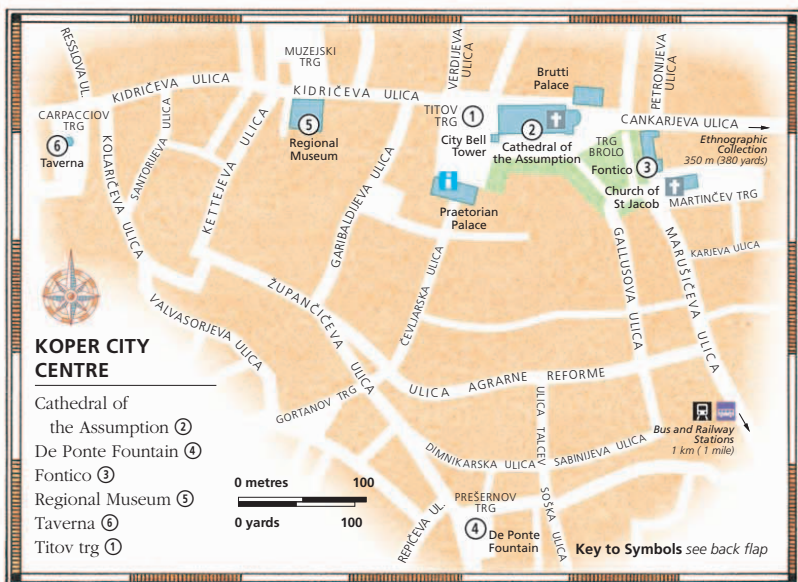 RESSLOVA UL.
MUZEJSKI
TRG
VERDIJEVA
ULICA
PETRONIJEVA
ULICA
KIDRIČEVA ULICA
KIDRIČEVA ULICA
Brutti
Palace
CARPACCIOV
TRG
6
Taverna
SANTORIJEVA ULICA
KOLARIČEVA ULICA
KETTEJEVA ULICA
5
Regional
Museum
TITOV
TRG
1
City Bell
Tower
2
Cathedral of
the Assumption
CANKARJEVA ULICA
Ethnographic
Collection
350 m (380 yards)
TRG
BROLO
Fontico
3
Church of
St Jacob
MARTINČEV TRG
i
Praetorian
Palace
GARIBALDIJEVA ULICA
ČEVLJARSKA ULICA
GALLUSOVA ULICA
MARUŠIČEVA ULICA
KARJEVA ULICA
VALVASORJEVA ULICA
ŽUPANČIČEVA ULICA
ULICA AGRARNE REFORME
GORTANOV TRG
ULICA TALCEV
DIMNIKARSKA ULICA
SABINIJEVA ULICA
Bus and Railway
Stations
1 km ( 1 mile)
PREŠERNOV
TRG
SOŠKA ULICA
REPIČEVA UL.
4
De Ponte
Fountain
KOPER CITY
CENTRE
Cathedral of
the Assumption 2
De Ponte Fountain 4
Fontico 3
Regional Museum 5
Taverna 6
Titov trg 1
0 metres 100
0 yards 100
Key to Symbols see back flap